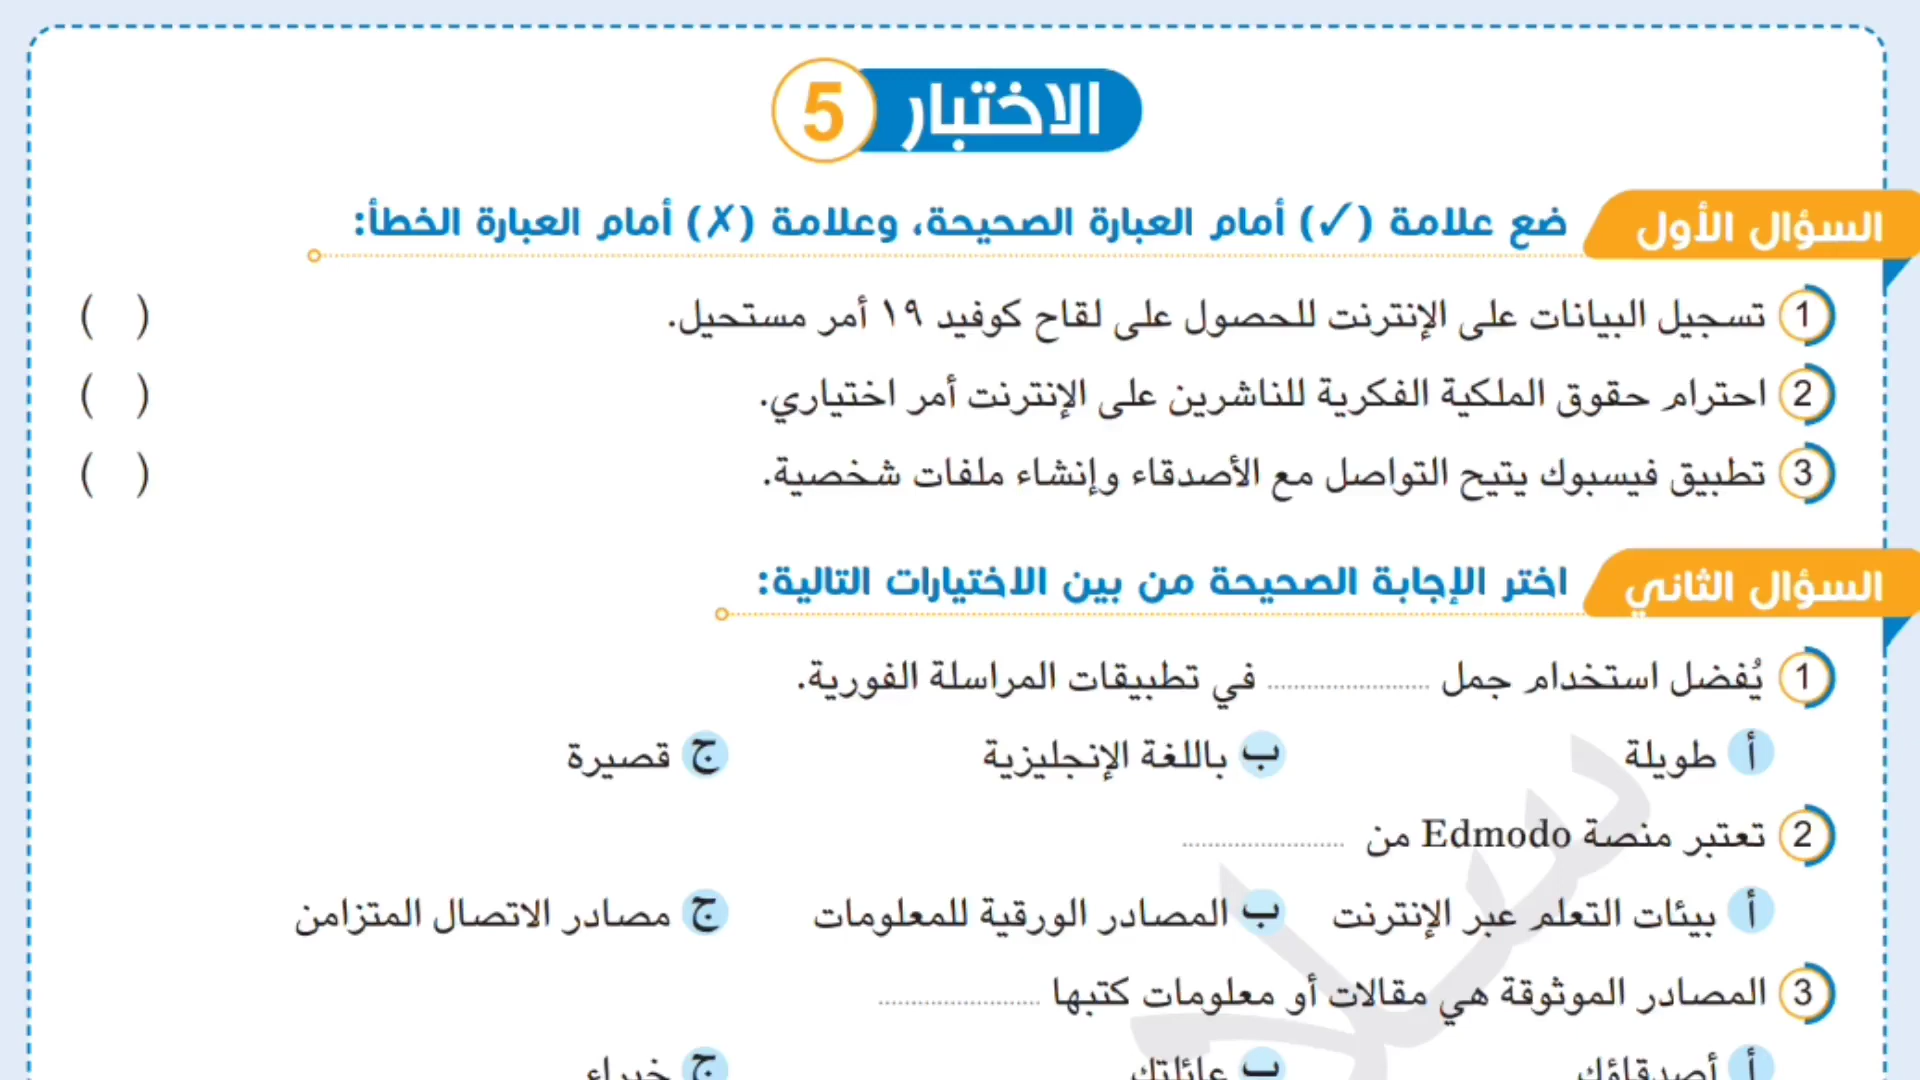 الاختبار 5
السؤال الأول ضع علامة (✓) أمام العبارة الصحيحة، وعلامة (✗) أمام العبارة الخطأ:
1 تسجيل البيانات على الإنترنت للحصول على لقاح كوفيد ١٩ أمر مستحيل. ( )
2 احترام حقوق الملكية الفكرية للناشرين على الإنترنت أمر اختياري. ( )
3 تطبيق فيسبوك يتيح التواصل مع الأصدقاء وإنشاء ملفات شخصية. ( )
السؤال الثاني اختر الإجابة الصحيحة من بين الاختيارات التالية:
1 يُفضل استخدام جمل ........................ في تطبيقات المراسلة الفورية.
أ طويلة ب باللغة الإنجليزية ج قصيرة
2 تعتبر منصة Edmodo من ........................
أ بيئات التعلم عبر الإنترنت ب المصادر الورقية للمعلومات ج مصادر الاتصال المتزامن
3 المصادر الموثوقة هي مقالات أو معلومات كتبها ........................
أ أصدقاؤك ب عائلتك ج خبراء